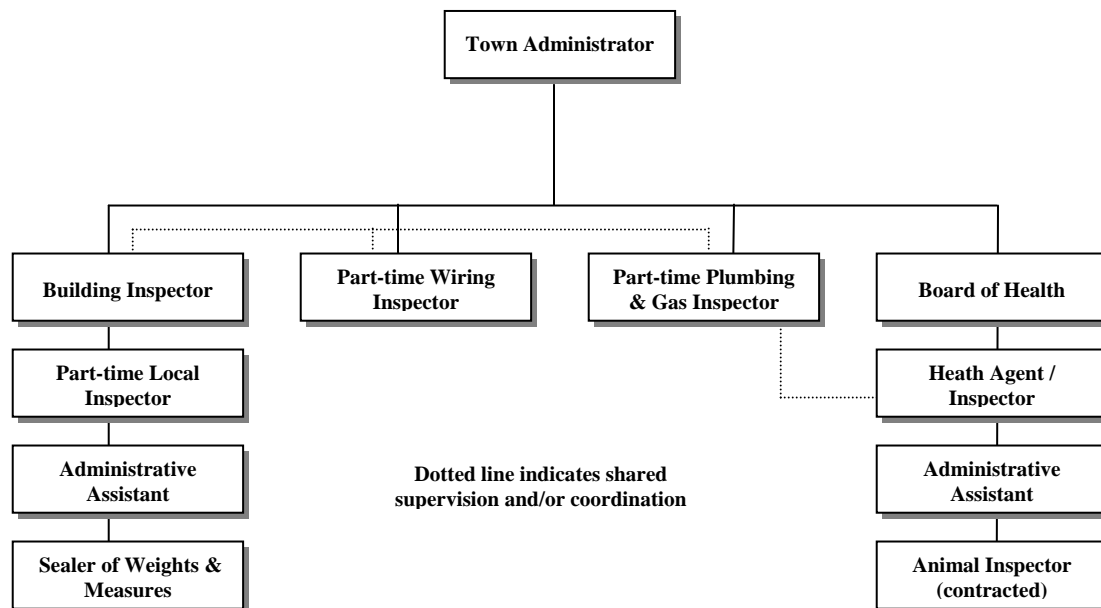 Town Administrator
Building Inspector
Part-time Wiring
Inspector
Part-time Plumbing
& Gas Inspector
Board of Health
Part-time Local
Inspector
Heath Agent /
Inspector
Administrative
Assistant
Dotted line indicates shared
supervision and/or coordination
Administrative
Assistant
Sealer of Weights &
Measures
Animal Inspector
(contracted)